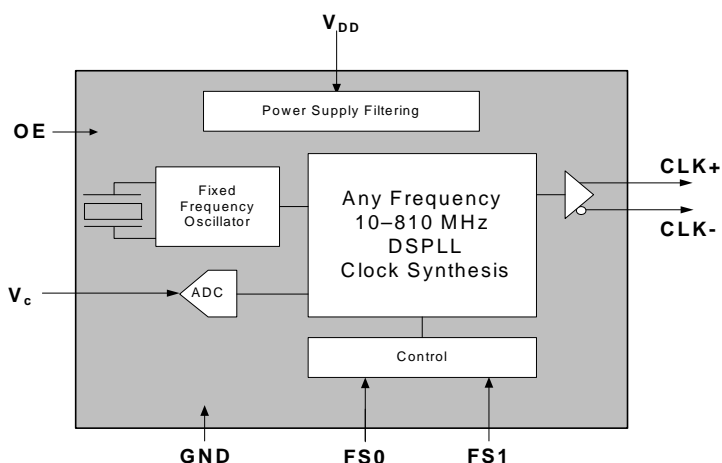 VDD
Power Supply Filtering
OE
Fixed
Frequency
Oscillator
Any Frequency
10–810 MHz
DSPLL
Clock Synthesis
CLK+
CLK-
Vc
ADC
Control
GND
FS0
FS1